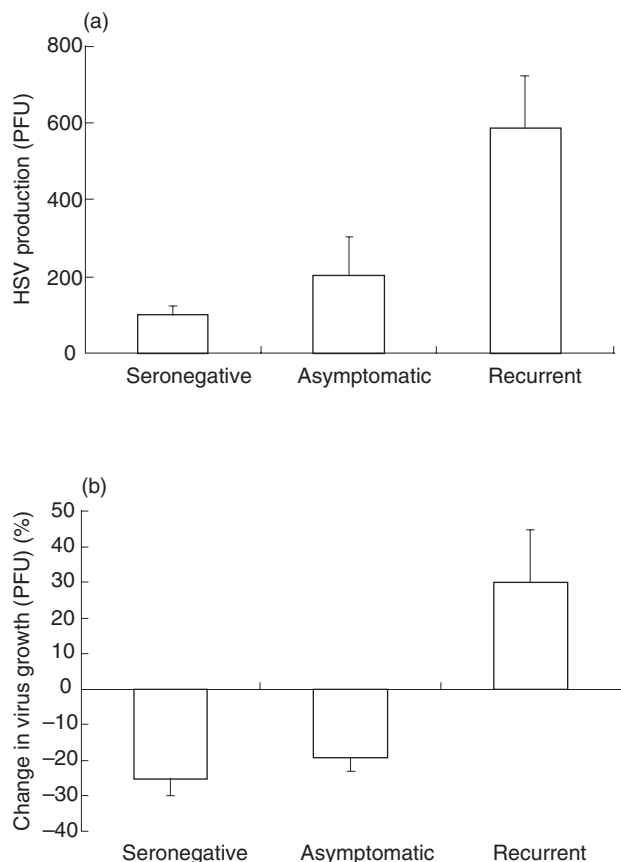 (a)
HSV production (PFU)
800
600
400
200
0
Seronegative Asymptomatic Recurrent
(b)
Change in virus growth (PFU) (%)
50
40
30
20
10
0
–10
–20
–30
–40
Seronegative Asymptomatic Recurrent